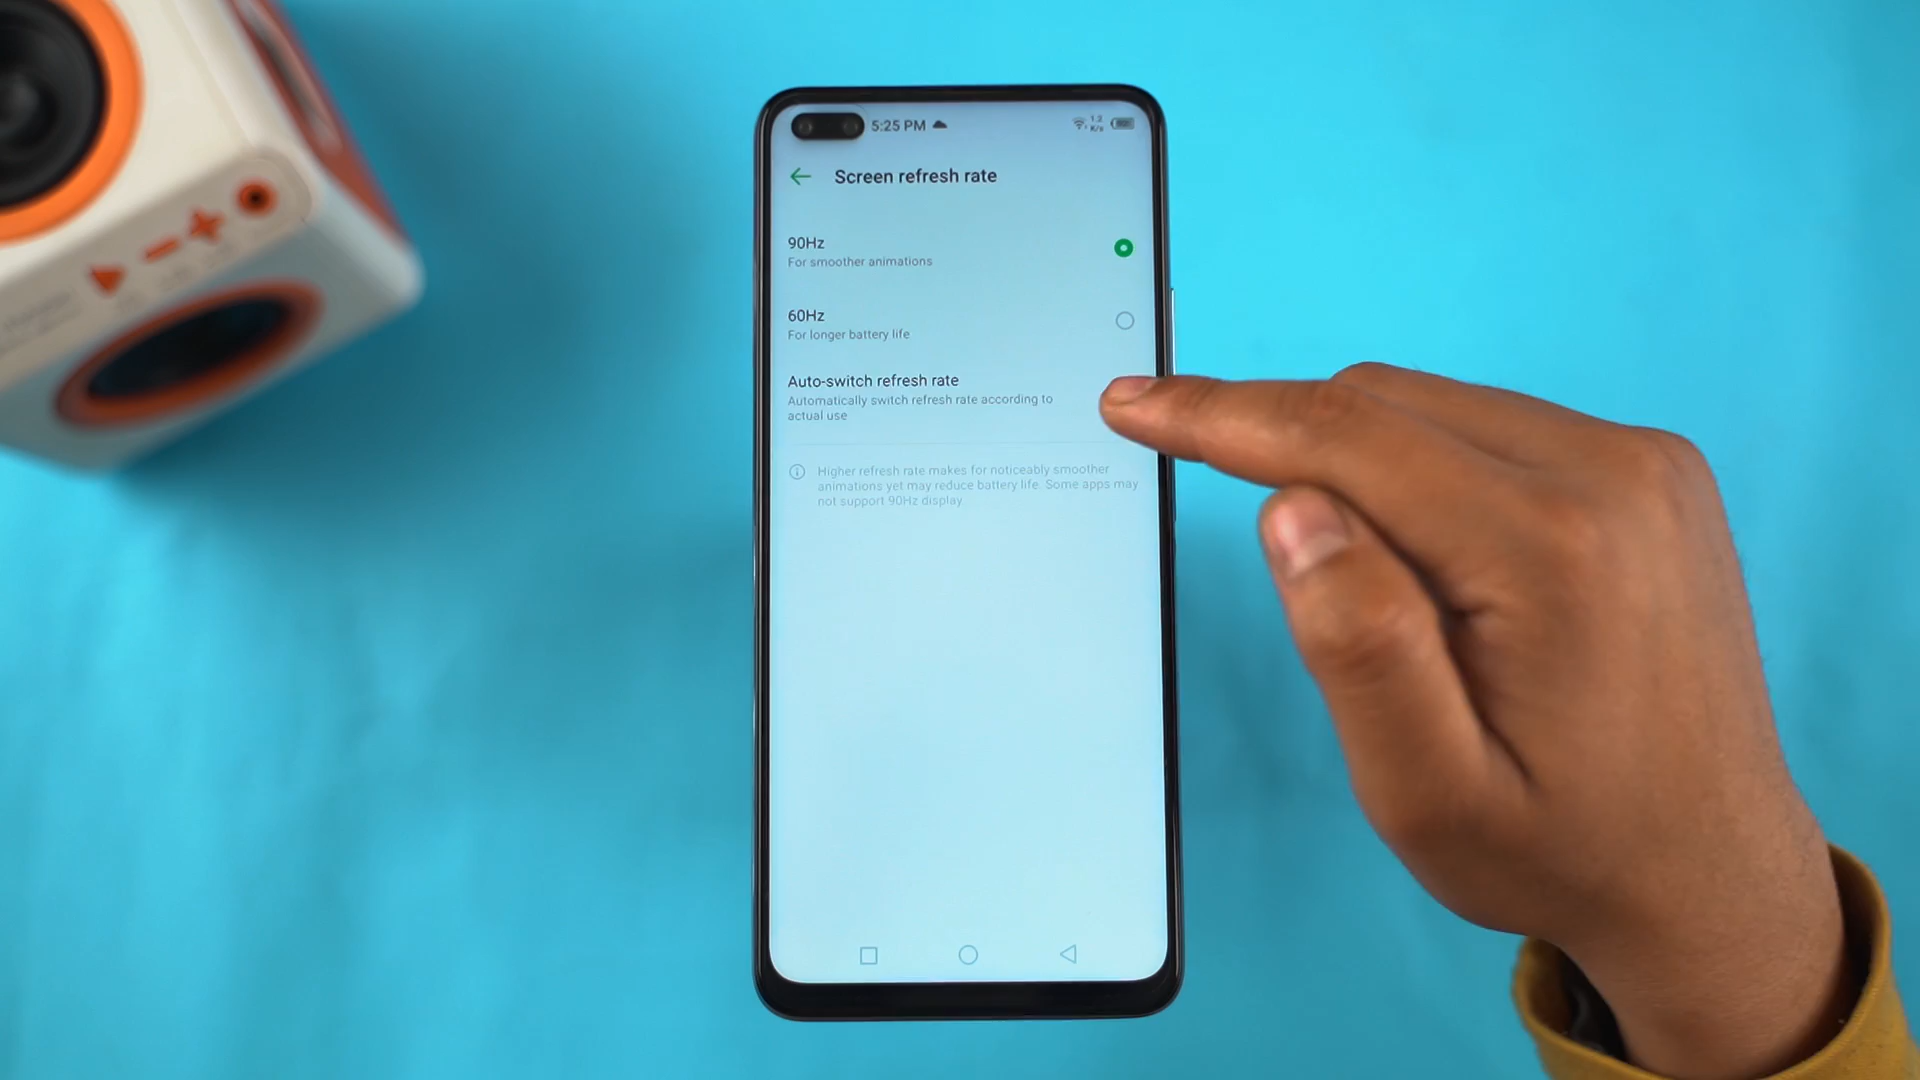 5:25 PM
1.2
K/s
Screen refresh rate
90Hz
For smoother animations
60Hz
For longer battery life
Auto-switch refresh rate
Automatically switch refresh rate according to
actual use
Higher refresh rate makes for noticeably smoother
animations yet may reduce battery life. Some apps may
not support 90Hz display.